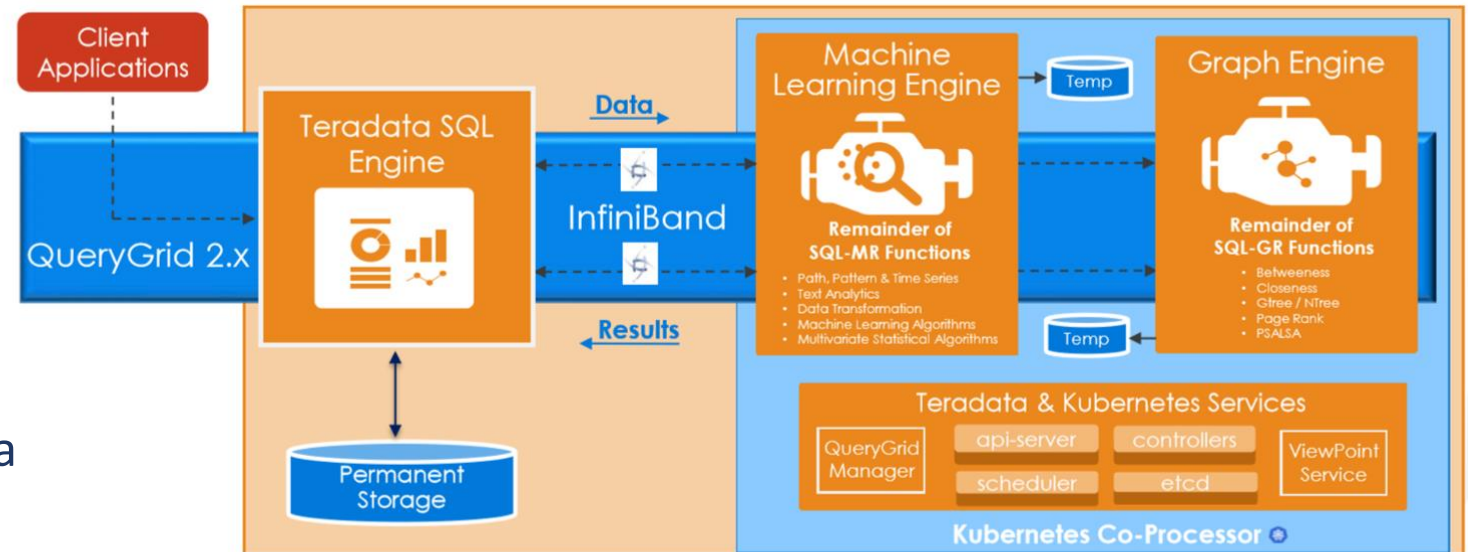 Client
Applications
QueryGrid 2.x
Teradata SQL
Engine
Permanent
Storage
a
Data
InfiniBand
Results
Machine
Learning Engine
Remainder of
SQL-MR Functions
• Path, Pattern & Time Series
• Text Analytics
• Data Transformation
• Machine Learning Algorithms
• Multivariate Statistical Algorithms
Temp
Temp
Graph Engine
Remainder of
SQL-GR Functions
• Betweeness
• Closeness
• Gtree / NTree
• Page Rank
• PSALSA
Teradata & Kubernetes Services
QueryGrid
Manager
api-server
controllers
scheduler
etcd
ViewPoint
Service
Kubernetes Co-Processor